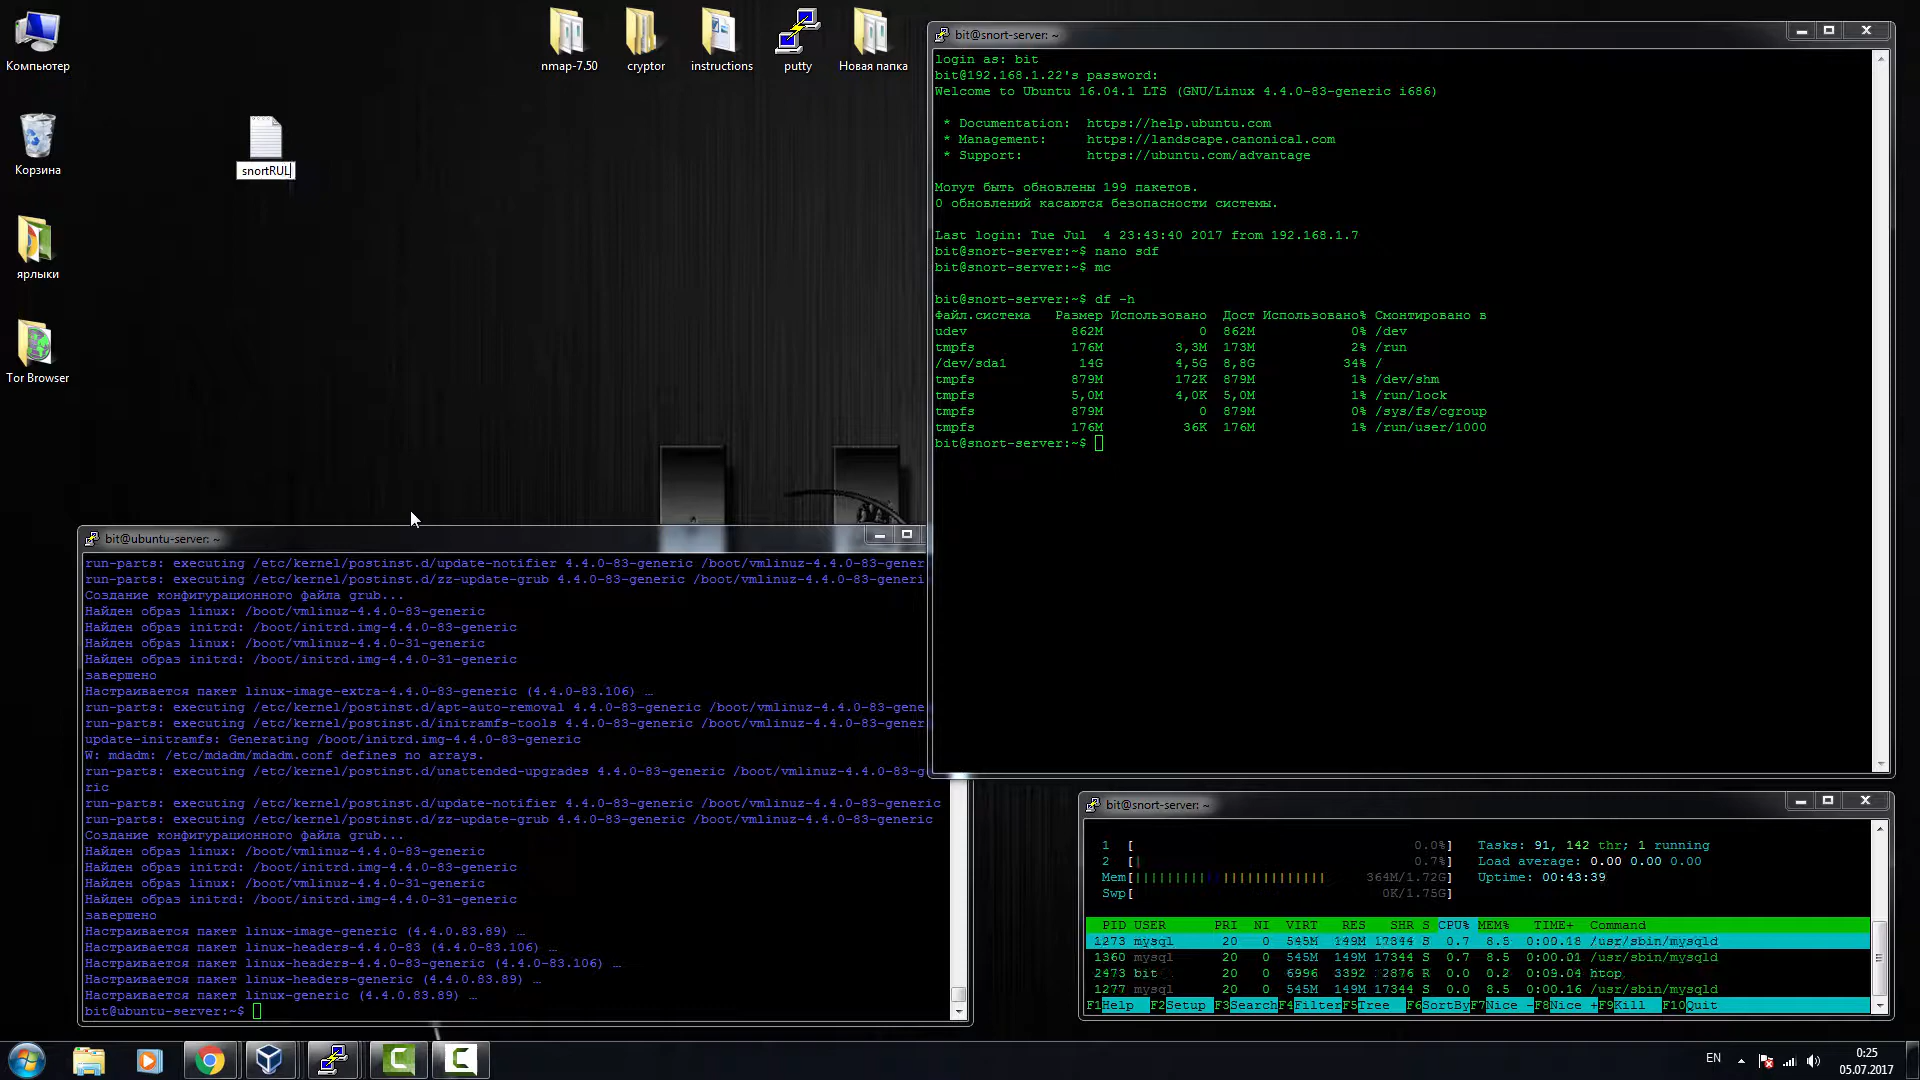 Компьютер
Корзина
ярлыки
Tor Browser
snortRUL
nmap-7.50
cryptor
instructions
putty
Новая папка
bit@snort-server: ~
login as: bit
bit@192.168.1.22's password:
Welcome to Ubuntu 16.04.1 LTS (GNU/Linux 4.4.0-83-generic i686)
* Documentation:  https://help.ubuntu.com
* Management:     https://landscape.canonical.com
* Support:        https://ubuntu.com/advantage
Могут быть обновлены 199 пакетов.
0 обновлений касаются безопасности системы.
Last login: Tue Jul  4 23:43:40 2017 from 192.168.1.7
bit@snort-server:~$ nano sdf
bit@snort-server:~$ mc
bit@snort-server:~$ df -h
Файл.система   Размер Использовано  Дост Использовано% Смонтировано в
udev             862M            0  862M            0% /dev
tmpfs            176M         3,3M  173M            2% /run
/dev/sda1         14G         4,5G  8,8G           34% /
tmpfs            879M         172K  879M            1% /dev/shm
tmpfs            5,0M         4,0K  5,0M            1% /run/lock
tmpfs            879M            0  879M            0% /sys/fs/cgroup
tmpfs            176M          36K  176M            1% /run/user/1000
bit@snort-server:~$
bit@ubuntu-server: ~
run-parts: executing /etc/kernel/postinst.d/update-notifier 4.4.0-83-generic /boot/vmlinuz-4.4.0-83-gener
run-parts: executing /etc/kernel/postinst.d/zz-update-grub 4.4.0-83-generic /boot/vmlinuz-4.4.0-83-generi
Создание конфигурационного файла grub...
Найден образ linux: /boot/vmlinuz-4.4.0-83-generic
Найден образ initrd: /boot/initrd.img-4.4.0-83-generic
Найден образ linux: /boot/vmlinuz-4.4.0-31-generic
Найден образ initrd: /boot/initrd.img-4.4.0-31-generic
завершено
Настраивается пакет linux-image-extra-4.4.0-83-generic (4.4.0-83.106) …
run-parts: executing /etc/kernel/postinst.d/apt-auto-removal 4.4.0-83-generic /boot/vmlinuz-4.4.0-83-gene
run-parts: executing /etc/kernel/postinst.d/initramfs-tools 4.4.0-83-generic /boot/vmlinuz-4.4.0-83-gener
update-initramfs: Generating /boot/initrd.img-4.4.0-83-generic
W: mdadm: /etc/mdadm/mdadm.conf defines no arrays.
run-parts: executing /etc/kernel/postinst.d/unattended-upgrades 4.4.0-83-generic /boot/vmlinuz-4.4.0-83-g
ric
run-parts: executing /etc/kernel/postinst.d/update-notifier 4.4.0-83-generic /boot/vmlinuz-4.4.0-83-generic
run-parts: executing /etc/kernel/postinst.d/zz-update-grub 4.4.0-83-generic /boot/vmlinuz-4.4.0-83-generic
Создание конфигурационного файла grub...
Найден образ linux: /boot/vmlinuz-4.4.0-83-generic
Найден образ initrd: /boot/initrd.img-4.4.0-83-generic
Найден образ linux: /boot/vmlinuz-4.4.0-31-generic
Найден образ initrd: /boot/initrd.img-4.4.0-31-generic
завершено
Настраивается пакет linux-image-generic (4.4.0.83.89) …
Настраивается пакет linux-headers-4.4.0-83 (4.4.0-83.106) …
Настраивается пакет linux-headers-4.4.0-83-generic (4.4.0-83.106) …
Настраивается пакет linux-headers-generic (4.4.0.83.89) …
Настраивается пакет linux-generic (4.4.0.83.89) …
bit@ubuntu-server:~$
bit@snort-server: ~
1 [ 0.0%] Tasks: 91, 142 thr; 1 running
2 [| 0.7%] Load average: 0.00 0.00 0.00
Mem[ 364M/1.72G] Uptime: 00:43:39
Swp[ 0K/1.75G]
PID USER PRI NI VIRT RES SHR S CPU% MEM% TIME+ Command
1273 mysql 20 0 545M 149M 17344 S 0.7 8.5 0:00.18 /usr/sbin/mysqld
1360 mysql 20 0 545M 149M 17344 S 0.7 8.5 0:00.01 /usr/sbin/mysqld
2473 bit 20 0 6996 3392 2876 R 0.0 0.2 0:09.04 htop
1277 mysql 20 0 545M 149M 17344 S 0.0 8.5 0:00.16 /usr/sbin/mysqld
F1Help F2Setup F3SearchF4FilterF5Tree F6SortByF7Nice -F8Nice +F9Kill F10Quit
EN
0:25
05.07.2017